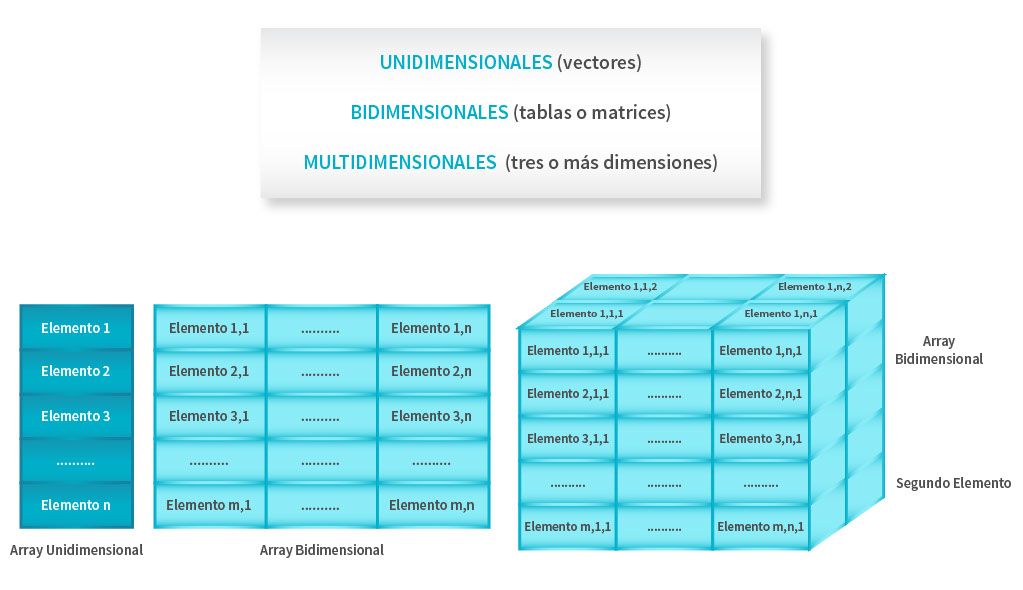 UNIDIMENSIONALES (vectores)
BIDIMENSIONALES (tablas o matrices)
MULTIDIMENSIONALES (tres o más dimensiones)
Elemento 1
Elemento 2
Elemento 3
..........
Elemento n
Array Unidimensional
Elemento 1,1 .......... Elemento 1,n
Elemento 2,1 .......... Elemento 2,n
Elemento 3,1 .......... Elemento 3,n
.......... .......... ..........
Elemento m,1 .......... Elemento m,n
Array Bidimensional
Elemento 1,1,2 Elemento 1,n,2
Elemento 1,1,1 Elemento 1,n,1
Elemento 1,1,1 .......... Elemento 1,n,1
Elemento 2,1,1 .......... Elemento 2,n,1
Elemento 3,1,1 .......... Elemento 3,n,1
.......... .......... ..........
Elemento m,1,1 .......... Elemento m,n,1
Array
Bidimensional
Segundo Elemento